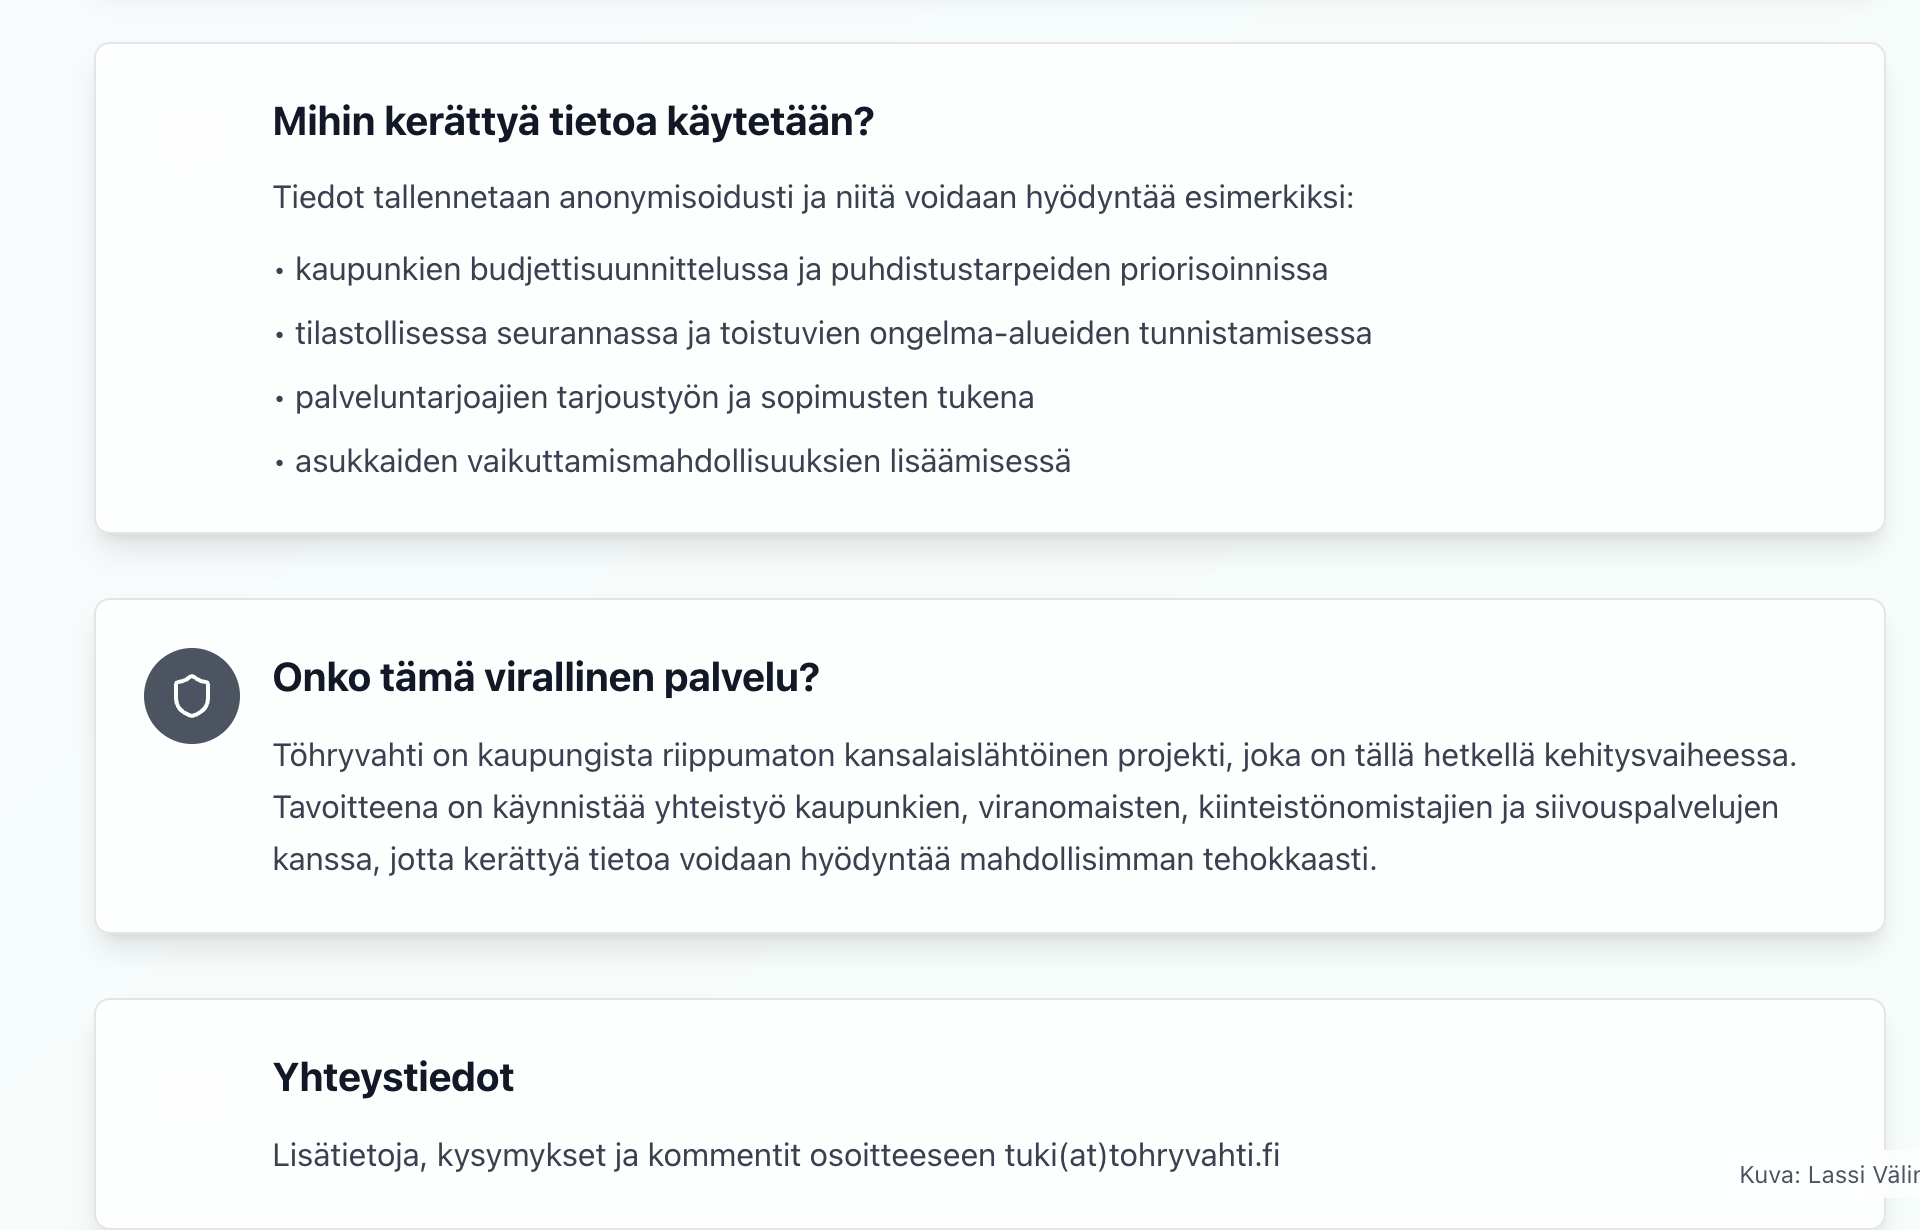 Mihin kerättyä tietoa käytetään?
Tiedot tallennetaan anonymisoidusti ja niitä voidaan hyödyntää esimerkiksi:
• kaupunkien budjettisuunnittelussa ja puhdistustarpeiden priorisoinnissa
• tilastollisessa seurannassa ja toistuvien ongelma-alueiden tunnistamisessa
• palveluntarjoajien tarjoustyön ja sopimusten tukena
• asukkaiden vaikuttamismahdollisuuksien lisäämisessä
Onko tämä virallinen palvelu?
Töhryvahti on kaupungista riippumaton kansalaislähtöinen projekti, joka on tällä hetkellä kehitysvaiheessa.
Tavoitteena on käynnistää yhteistyö kaupunkien, viranomaisten, kiinteistönomistajien ja siivouspalvelujen
kanssa, jotta kerättyä tietoa voidaan hyödyntää mahdollisimman tehokkaasti.
Yhteystiedot
Lisätietoja, kysymykset ja kommentit osoitteeseen tuki(at)tohryvahti.fi
Kuva: Lassi